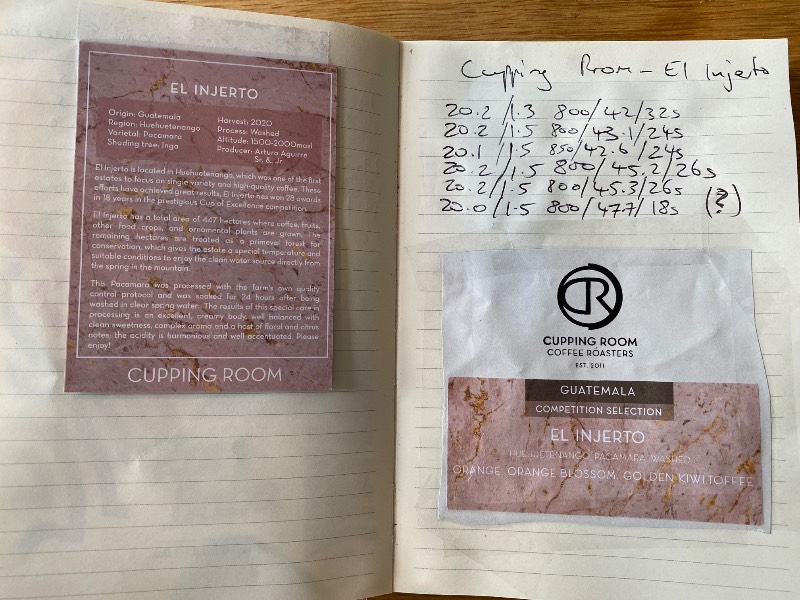 EL INJERTO
Origin: Guatemala
Region: Huehuetenango
Varietal: Pacamara
Shading tree: Inga
Harvest: 2020
Process: Washed
Altitude: 1500-2000masl
Producer: Arturo Aguirre
Sr. & Jr.
El Injerto is located in Huehuetenango, which was one of the first
estates to focus on single variety and high-quality coffee. These
efforts have achieved great results, El Injerto has won 28 awards
in 18 years in the prestigious Cup of Excellence competition.
El Injerto has a total area of 447 hectares where coffee, fruits,
other food crops, and ornamental plants are grown. The
remaining hectares are treated as a primeval forest for
conservation, which gives the estate a special temperature and
suitable conditions to enjoy the clean water source directly from
the spring in the mountain.
This Pacamara was processed with the farm's own quality
control protocol and was soaked for 24 hours after being
washed in clear spring water. The results of this special care in
processing is an excellent, creamy body, well balanced with
clean sweetness, complex aroma and a host of floral and citrus
notes, the acidity is harmonious and well accentuated. Please
enjoy!
CUPPING ROOM
Cupping Room - El Injerto
20.2/1.3 800/42/32s
20.2/1.5 800/43.1/24s
20.1/1.5 850/42.6/24s
20.2/1.5 800/45.2/26s
20.2/1.5 800/45.3/26s
20.0/1.5 800/47.7/18s (?)
CUPPING ROOM
COFFEE ROASTERS
EST. 2011
GUATEMALA
COMPETITION SELECTION
EL INJERTO
HUEHUETENANGO, PACAMARA, WASHED
ORANGE, ORANGE BLOSSOM, GOLDEN KIWI, TOFFEE